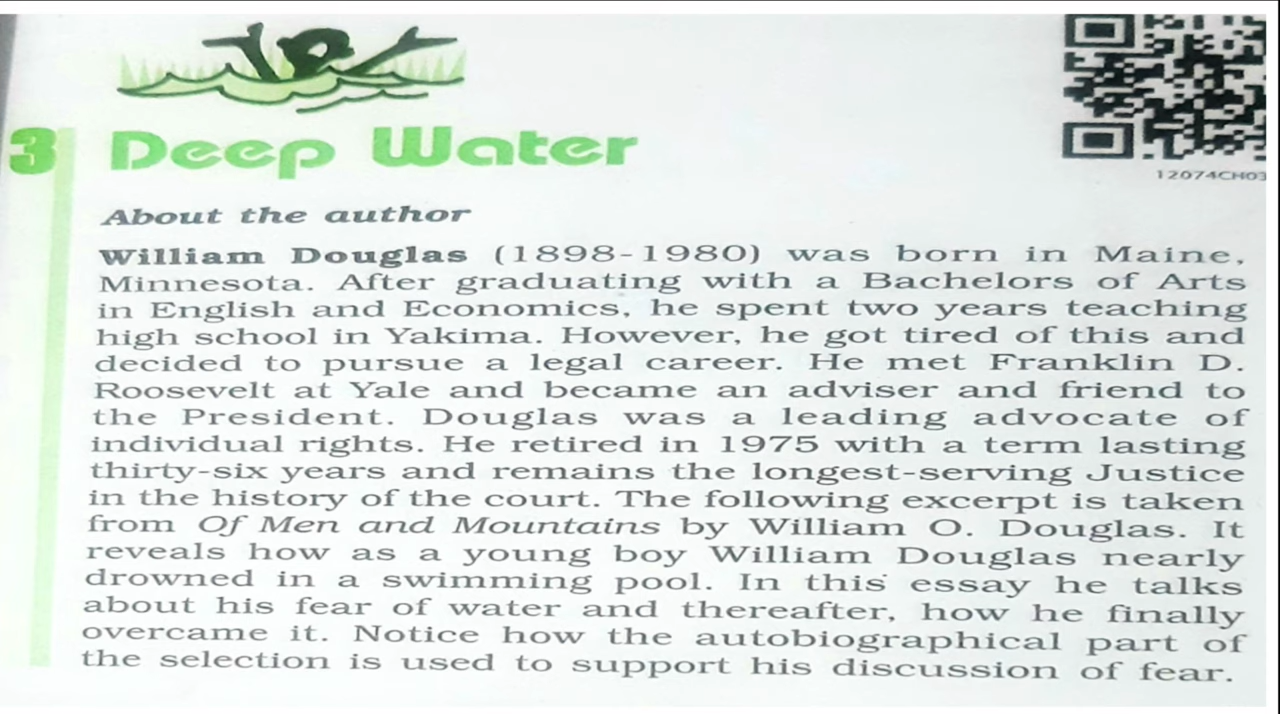 3 Deep Water
12074CH03
About the author
William Douglas (1898-1980) was born in Maine,
Minnesota. After graduating with a Bachelors of Arts
in English and Economics, he spent two years teaching
high school in Yakima. However, he got tired of this and
decided to pursue a legal career. He met Franklin D.
Roosevelt at Yale and became an adviser and friend to
the President. Douglas was a leading advocate of
individual rights. He retired in 1975 with a term lasting
thirty-six years and remains the longest-serving Justice
in the history of the court. The following excerpt is taken
from Of Men and Mountains by William O. Douglas. It
reveals how as a young boy William Douglas nearly
drowned in a swimming pool. In this essay he talks
about his fear of water and thereafter, how he finally
overcame it. Notice how the autobiographical part of
the selection is used to support his discussion of fear.